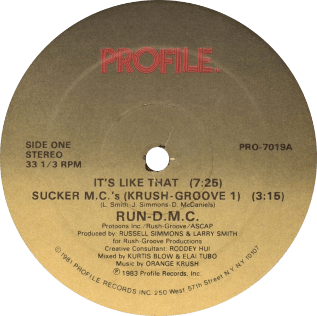 PROFILE.
SIDE ONE
STEREO
33 1/3 RPM
PRO-7019A
IT'S LIKE THAT (7:25)
SUCKER M.C.'s (KRUSH-GROOVE 1) (3:15)
(L. Smith-J. Simmons-D. McDaniels)
RUN-D.M.C.
Protoons Inc./Rush-Groove/ASCAP
Produced by: RUSSELL SIMMONS & LARRY SMITH
for Rush-Groove Productions
Creative Consultant: RODDEY HUI
Mixed by KURTIS BLOW & ELAI TUBO
Music by ORANGE KRUSH
℗ 1983 Profile Records, Inc.
© 1981 PROFILE RECORDS INC. 250 West 57th Street N.Y. N.Y. 10107